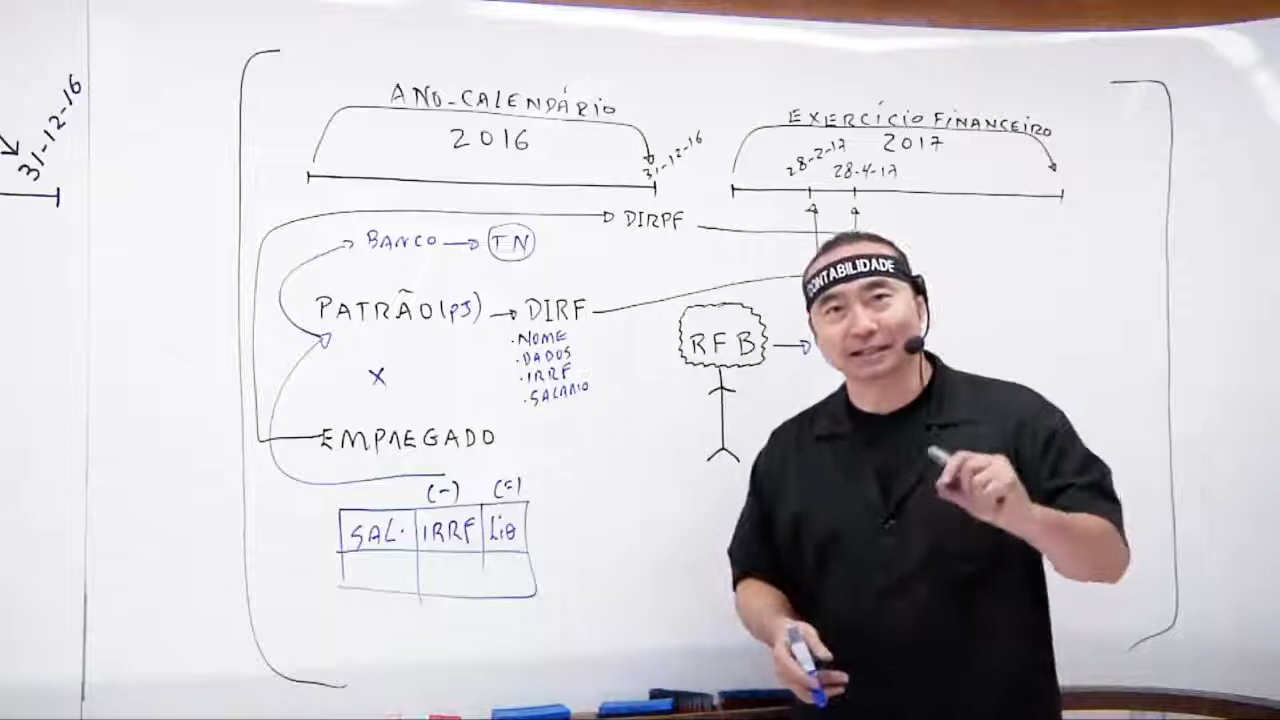 31-12-16
ANO-CALENDÁRIO
2016
31-12-16
EXERCÍCIO FINANCEIRO
2017
28-2-17
28-4-17
DIRPF
BANCO → TN
PATRÃO (PJ) → DIRF
.NOME
.DADOS
.IRRF
.SALÁRIO
X
RFB
CONTABILIDADE
EMPREGADO
(-) (=)
SAL. IRRF LIQ